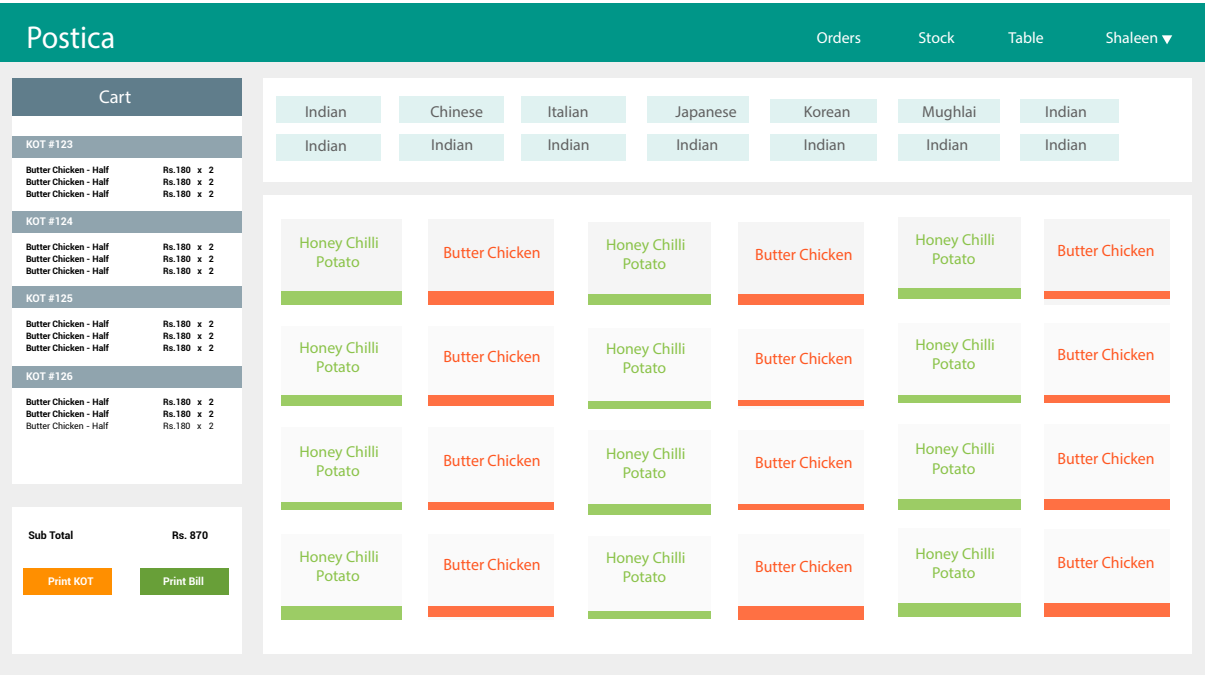 Postica
Orders Stock Table Shaleen ▼
Cart
KOT #123
Butter Chicken - Half Rs.180 x 2
Butter Chicken - Half Rs.180 x 2
Butter Chicken - Half Rs.180 x 2
KOT #124
Butter Chicken - Half Rs.180 x 2
Butter Chicken - Half Rs.180 x 2
Butter Chicken - Half Rs.180 x 2
KOT #125
Butter Chicken - Half Rs.180 x 2
Butter Chicken - Half Rs.180 x 2
Butter Chicken - Half Rs.180 x 2
KOT #126
Butter Chicken - Half Rs.180 x 2
Butter Chicken - Half Rs.180 x 2
Butter Chicken - Half Rs.180 x 2
Sub Total Rs. 870
Print KOT Print Bill
Indian Chinese Italian Japanese Korean Mughlai Indian
Indian Indian Indian Indian Indian Indian Indian
Honey Chilli
Potato
Butter Chicken
Honey Chilli
Potato
Butter Chicken
Honey Chilli
Potato
Butter Chicken
Honey Chilli
Potato
Butter Chicken
Honey Chilli
Potato
Butter Chicken
Honey Chilli
Potato
Butter Chicken
Honey Chilli
Potato
Butter Chicken
Honey Chilli
Potato
Butter Chicken
Honey Chilli
Potato
Butter Chicken
Honey Chilli
Potato
Butter Chicken
Honey Chilli
Potato
Butter Chicken
Honey Chilli
Potato
Butter Chicken